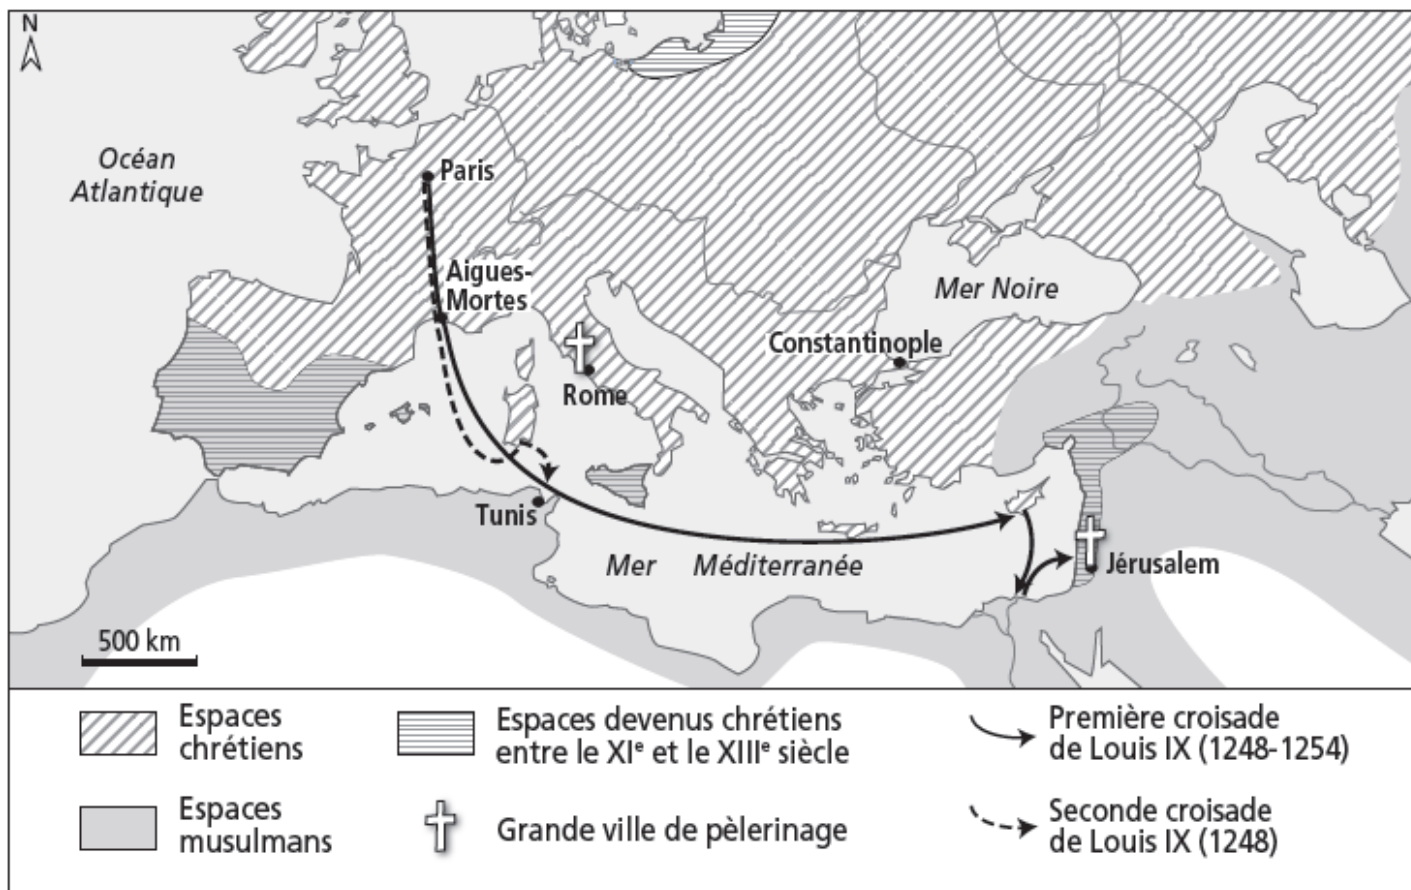 N
Océan
Atlantique
Paris
Aigues-
Mortes
Mer Noire
Constantinople
Rome
Tunis
Mer Méditerranée
Jérusalem
500 km
Espaces
chrétiens
Espaces devenus chrétiens
entre le XIe et le XIIIe siècle
Première croisade
de Louis IX (1248-1254)
Espaces
musulmans
Grande ville de pèlerinage
Seconde croisade
de Louis IX (1248)